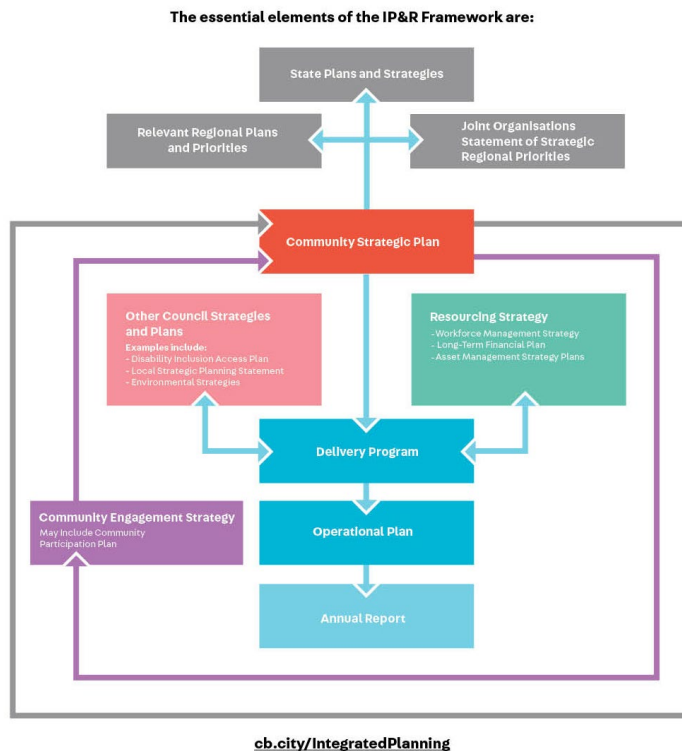 The essential elements of the IP&R Framework are:
State Plans and Strategies
Relevant Regional Plans
and Priorities
Joint Organisations
Statement of Strategic
Regional Priorities
Community Strategic Plan
Other Council Strategies
and Plans
Examples include:
- Disability Inclusion Access Plan
- Local Strategic Planning Statement
- Environmental Strategies
Resourcing Strategy
- Workforce Management Strategy
- Long-Term Financial Plan
- Asset Management Strategy Plans
Delivery Program
Community Engagement Strategy
May Include Community
Participation Plan
Operational Plan
Annual Report
cb.city/IntegratedPlanning